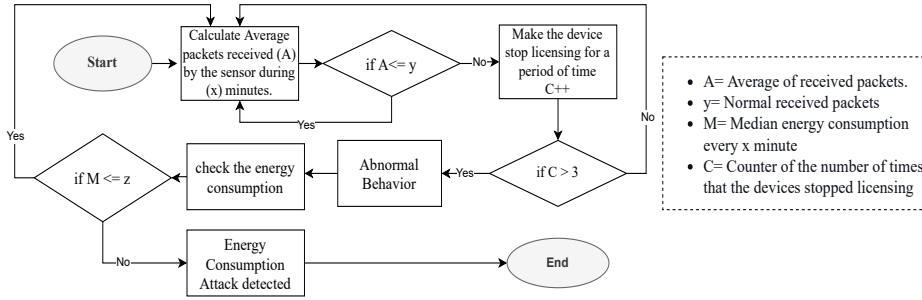 Start
Calculate Average
packets received (A)
by the sensor during
(x) minutes.
if A<= y
No
Make the device
stop licensing for a
period of time
C++
Yes
No
Yes
if M <= z
check the energy
consumption
Abnormal
Behavior
Yes
if C > 3
No
Energy
Consumption
Attack detected
End
• A= Average of received packets.
• y= Normal received packets
• M= Median energy consumption
every x minute
• C= Counter of the number of times
that the devices stopped licensing